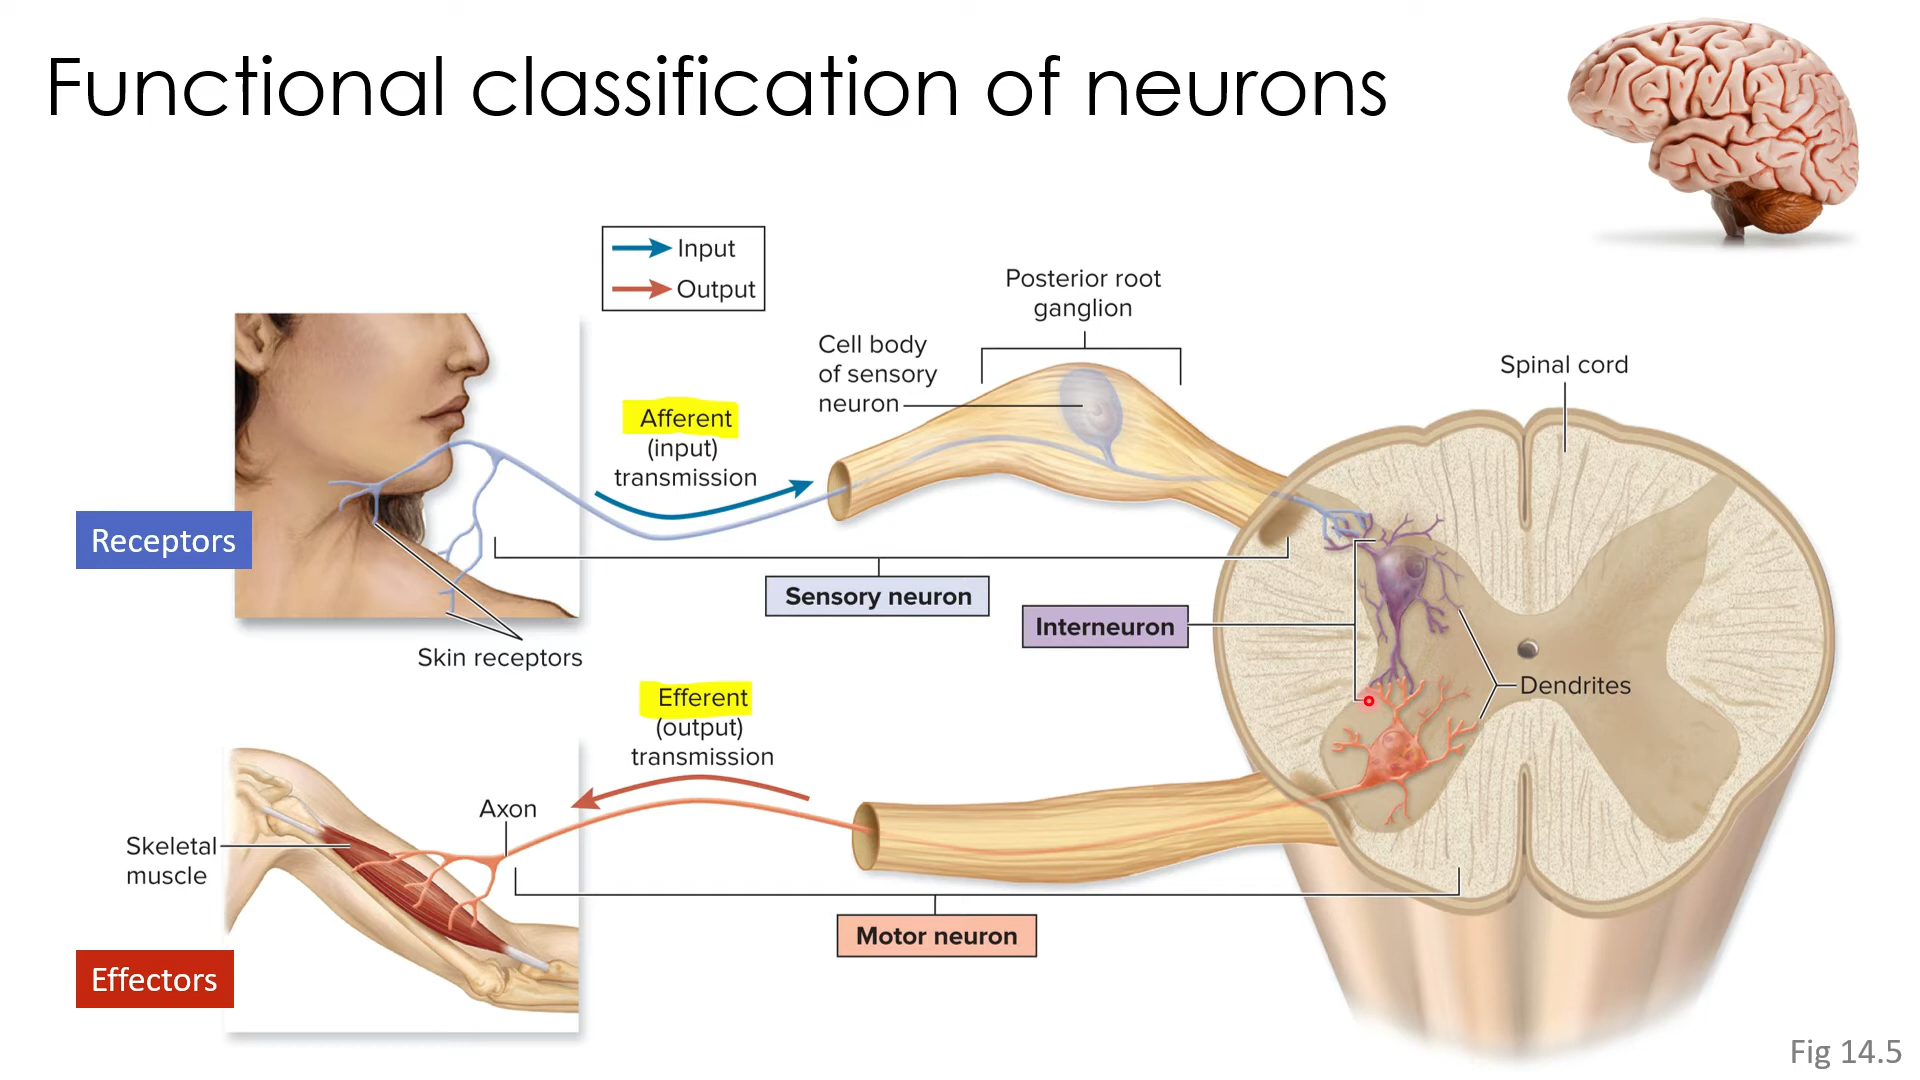 Functional classification of neurons
Input
Output
Posterior root
ganglion
Cell body
of sensory
neuron
Spinal cord
Afferent
(input)
transmission
Receptors
Sensory neuron
Interneuron
Skin receptors
Dendrites
Efferent
(output)
transmission
Axon
Skeletal
muscle
Motor neuron
Effectors
Fig 14.5